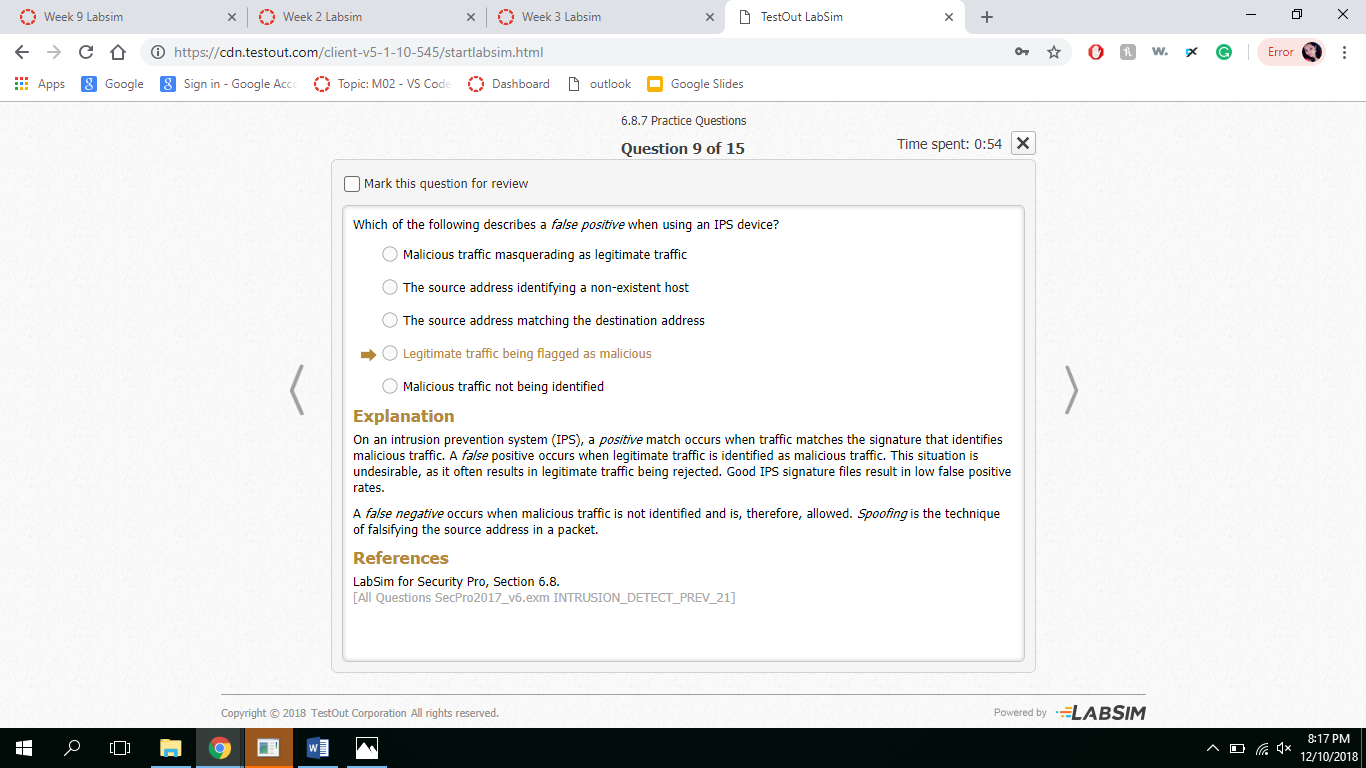 Week 9 Labsim
Week 2 Labsim
Week 3 Labsim
TestOut LabSim
https://cdn.testout.com/client-v5-1-10-545/startlabsim.html
Error
Apps
Google
Sign in - Google Acco
Topic: M02 - VS Code
Dashboard
outlook
Google Slides
6.8.7 Practice Questions
Question 9 of 15
Time spent: 0:54
Mark this question for review
Which of the following describes a false positive when using an IPS device?
Malicious traffic masquerading as legitimate traffic
The source address identifying a non-existent host
The source address matching the destination address
Legitimate traffic being flagged as malicious
Malicious traffic not being identified
Explanation
On an intrusion prevention system (IPS), a positive match occurs when traffic matches the signature that identifies
malicious traffic. A false positive occurs when legitimate traffic is identified as malicious traffic. This situation is
undesirable, as it often results in legitimate traffic being rejected. Good IPS signature files result in low false positive
rates.
A false negative occurs when malicious traffic is not identified and is, therefore, allowed. Spoofing is the technique
of falsifying the source address in a packet.
References
LabSim for Security Pro, Section 6.8.
[All Questions SecPro2017_v6.exm INTRUSION_DETECT_PREV_21]
Copyright © 2018 TestOut Corporation All rights reserved.
Powered by LABSIM
8:17 PM
12/10/2018